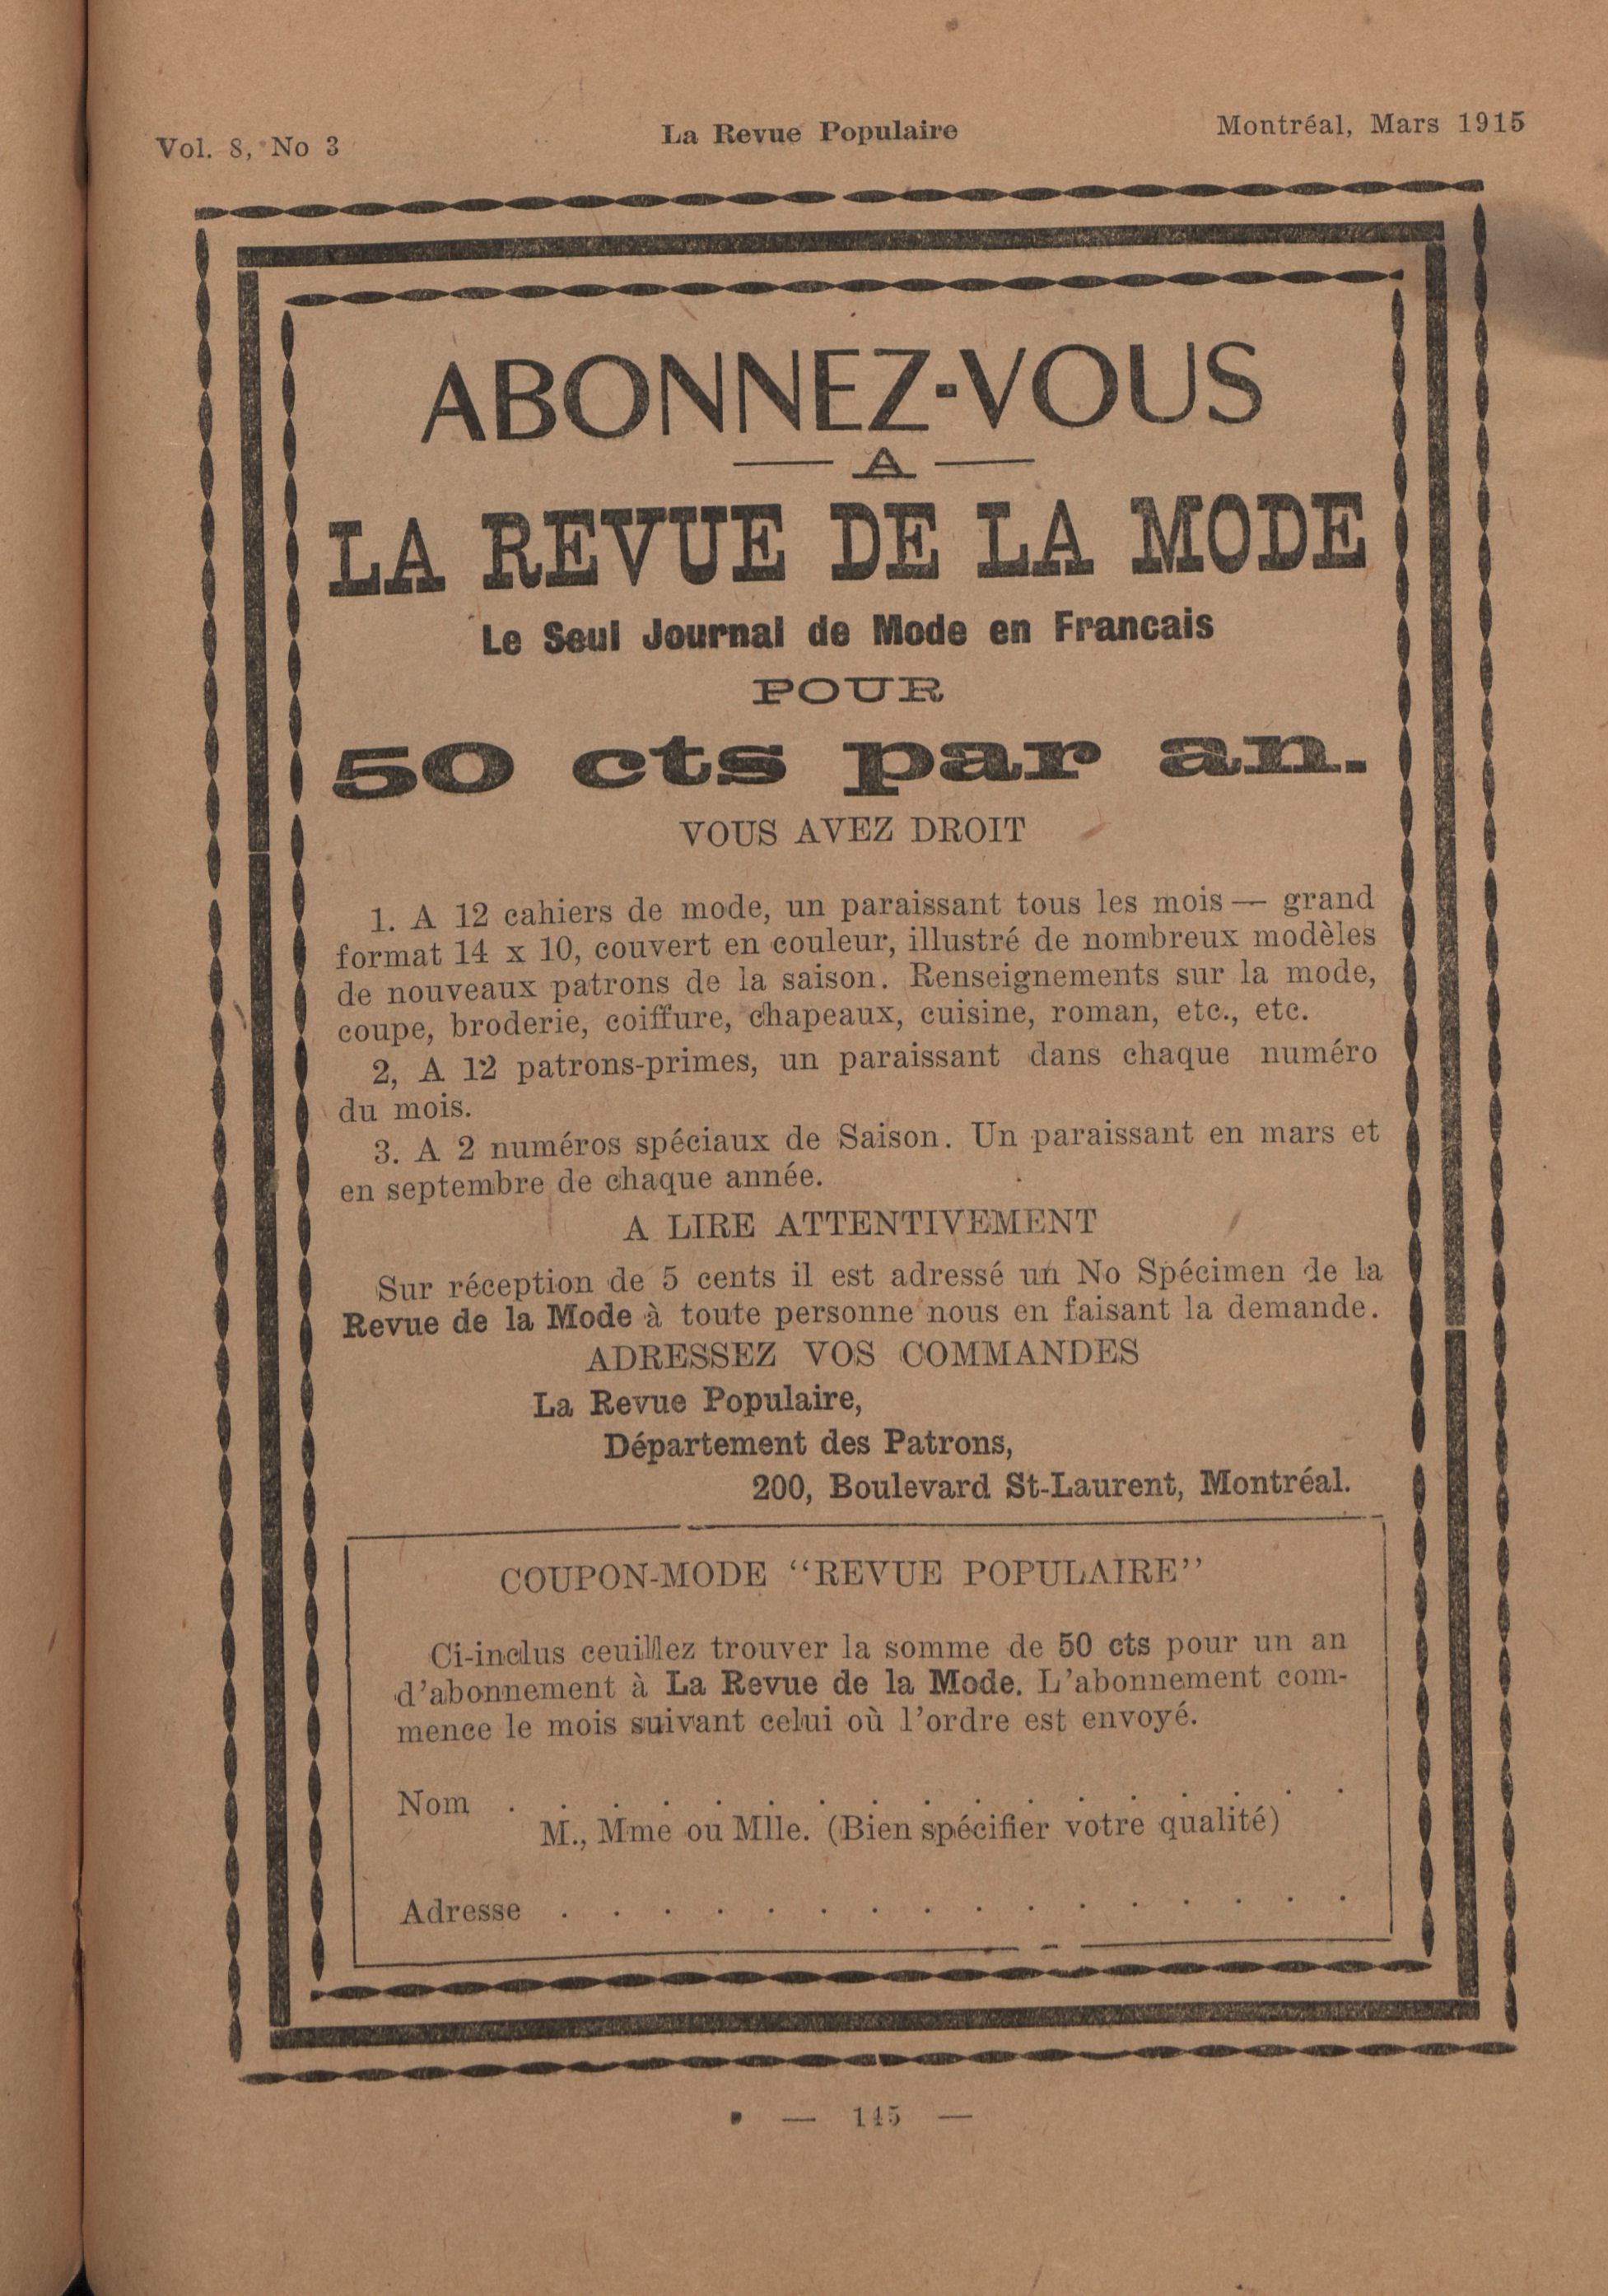 Vol. 8, No 3 La Revue Populaire Montréal, Mars 1915
ABONNEZ-VOUS
— A —
LA REVUE DE LA MODE
Le Seul Journal de Mode en Francais
POUR
50 cts par an.
VOUS AVEZ DROIT
1. A 12 cahiers de mode, un paraissant tous les mois — grand
format 14 x 10, couvert en couleur, illustré de nombreux modèles
de nouveaux patrons de la saison. Renseignements sur la mode,
coupe, broderie, coiffure, chapeaux, cuisine, roman, etc., etc.
2, A 12 patrons-primes, un paraissant dans chaque numéro
du mois.
3. A 2 numéros spéciaux de Saison. Un paraissant en mars et
en septembre de chaque année.
A LIRE ATTENTIVEMENT
Sur réception de 5 cents il est adressé un No Spécimen de la
Revue de la Mode à toute personne nous en faisant la demande.
ADRESSEZ VOS COMMANDES
La Revue Populaire,
Département des Patrons,
200, Boulevard St-Laurent, Montréal.
COUPON-MODE “REVUE POPULAIRE”
Ci-inclus ceuillez trouver la somme de 50 cts pour un an
d’abonnement à La Revue de la Mode. L’abonnement com-
mence le mois suivant celui où l’ordre est envoyé.
Nom . . . . . . . . . . . . . . . . .
M., Mme ou Mlle. (Bien spécifier votre qualité)
Adresse . . . . . . . . . . . . . . . .
— 145 —